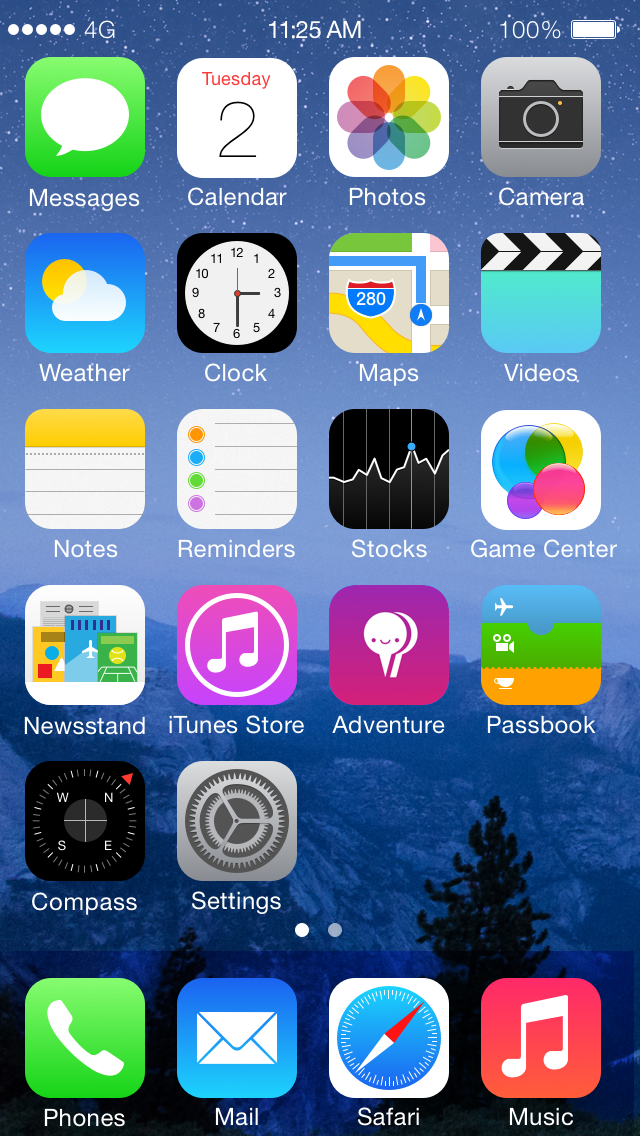 4G 11:25 AM 100%
Tuesday
2
Messages Calendar Photos Camera
12
11 1
10 2
9 3
8 4
7 5
6
280
Weather Clock Maps Videos
Notes Reminders Stocks Game Center
Newsstand iTunes Store Adventure Passbook
W N
S E
Compass Settings
Phones Mail Safari Music